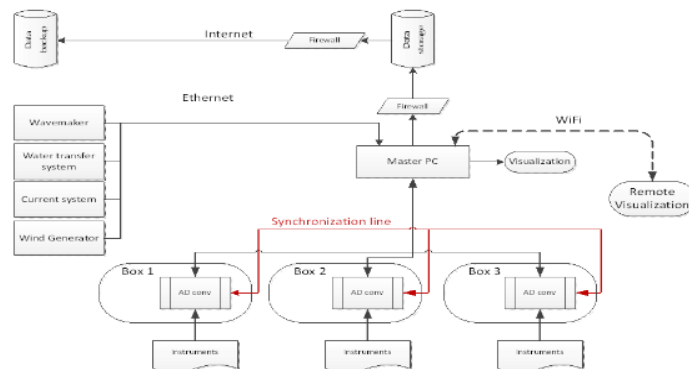 Data
backup
Internet
Firewall
Data
storage
Ethernet
Firewall
Wavemaker
WiFi
Water transfer
system
Master PC
Visualization
Current system
Remote
Visualization
Wind Generator
Synchronization line
Box 1
Box 2
Box 3
AD conv
AD conv
AD conv
Instruments
Instruments
Instruments